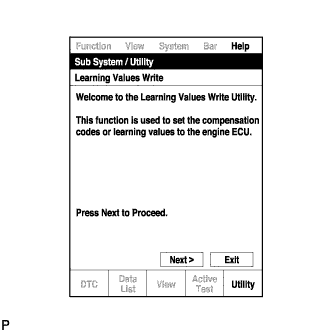 Function View System Bar Help
Sub System / Utility
Learning Values Write
Welcome to the Learning Values Write Utility.
This function is used to set the compensation
codes or learning values to the engine ECU.
Press Next to Proceed.
Next > Exit
DTC Data List View Active Test Utility
P